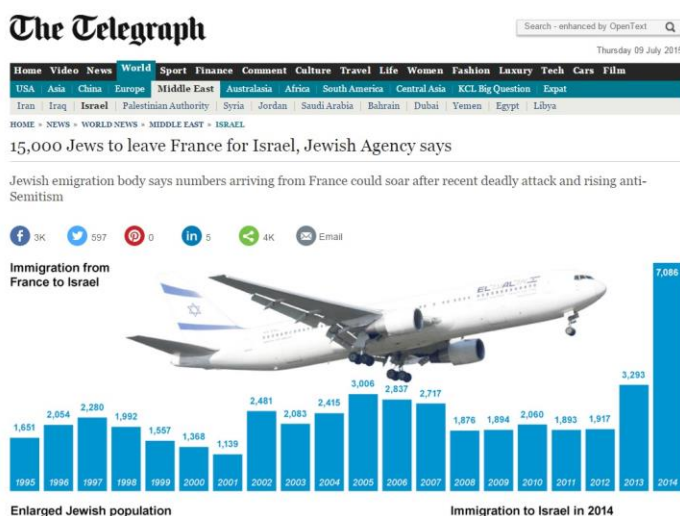 The Telegraph
Search - enhanced by OpenText
Thursday 09 July 2015
Home Video News World Sport Finance Comment Culture Travel Life Women Fashion Luxury Tech Cars Film
USA Asia China Europe Middle East Australasia Africa South America Central Asia KCL Big Question Expat
Iran Iraq Israel Palestinian Authority Syria Jordan Saudi Arabia Bahrain Dubai Yemen Egypt Libya
HOME » NEWS » WORLD NEWS » MIDDLE EAST » ISRAEL
15,000 Jews to leave France for Israel, Jewish Agency says
Jewish emigration body says numbers arriving from France could soar after recent deadly attack and rising anti-
Semitism
3K 597 0 5 4K Email
Immigration from
France to Israel
EL AL
7,086
3,293
3,006
2,837
2,717
2,481
2,415
2,280
2,083
2,054
2,060
1,992
1,876
1,894
1,893
1,917
1,651
1,557
1,368
1,139
1995 1996 1997 1998 1999 2000 2001 2002 2003 2004 2005 2006 2007 2008 2009 2010 2011 2012 2013 2014
Enlarged Jewish population
Immigration to Israel in 2014